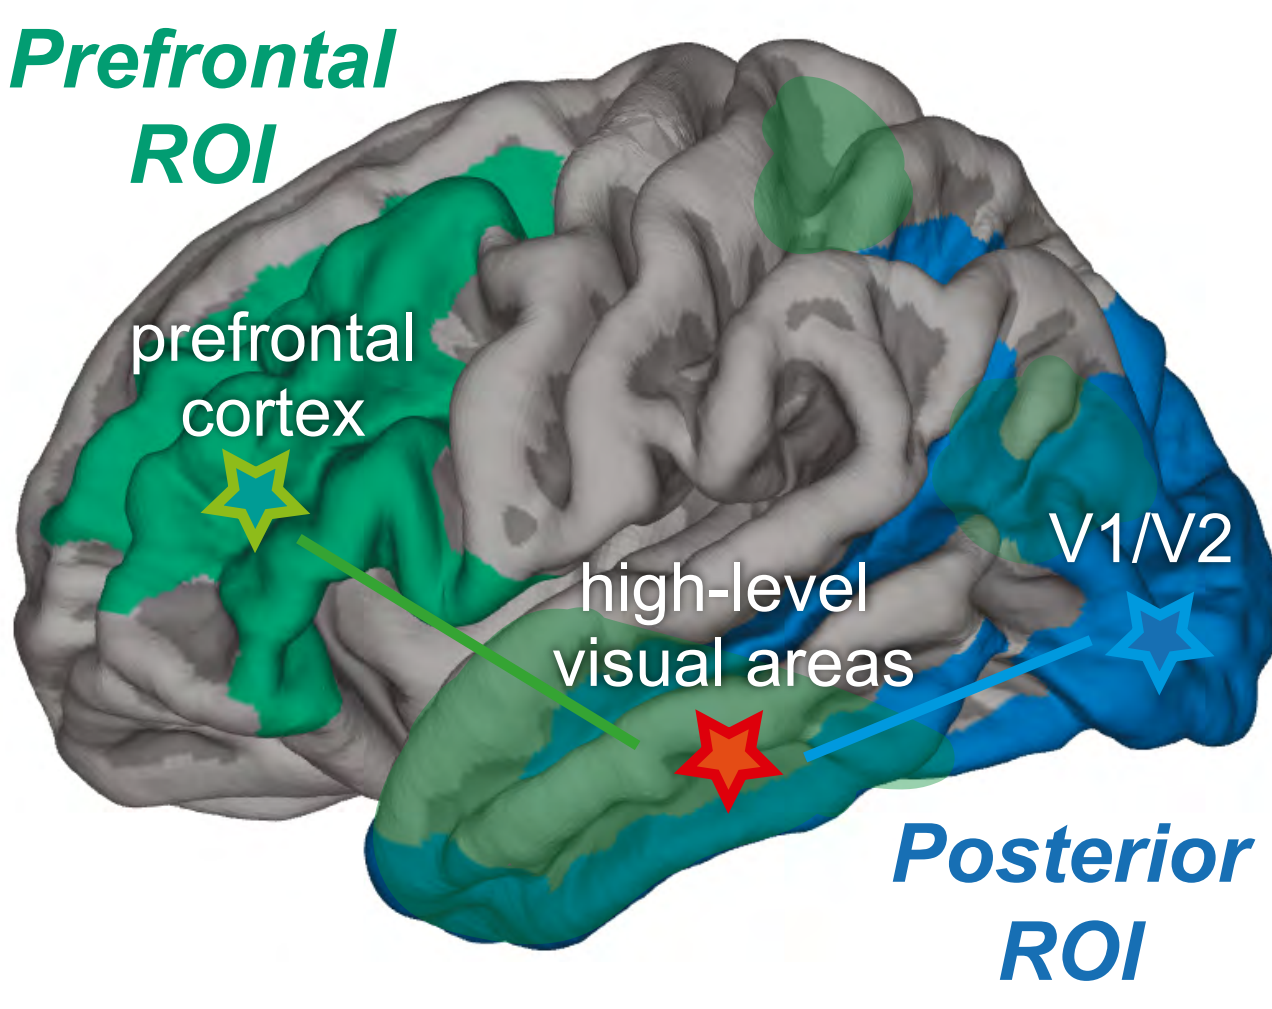 Prefrontal
ROI
prefrontal
cortex
V1/V2
high-level
visual areas
Posterior
ROI